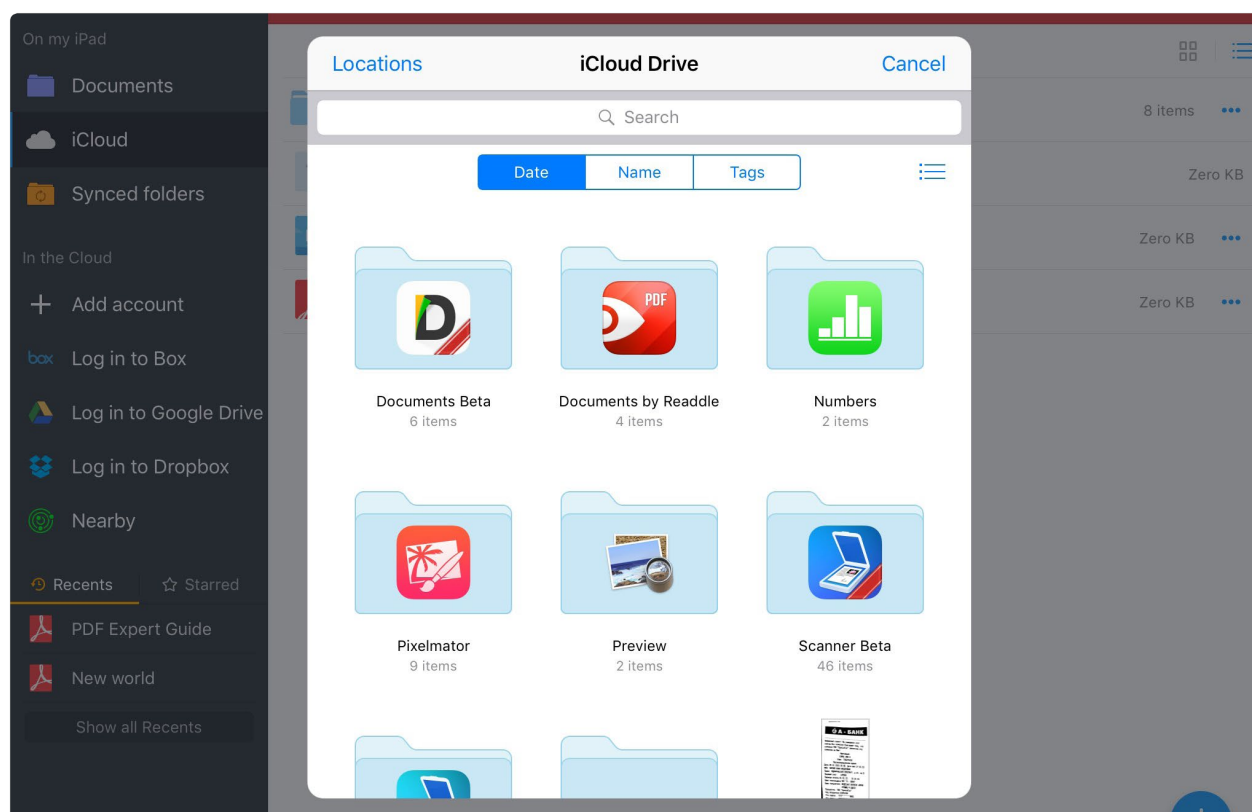 On my iPad
Documents
iCloud
Synced folders
In the Cloud
Add account
box Log in to Box
Log in to Google Drive
Log in to Dropbox
Nearby
Recents Starred
PDF Expert Guide
New world
Show all Recents
Locations iCloud Drive Cancel
Search
Date Name Tags
D PDF
Documents Beta Documents by Readdle Numbers
6 items 4 items 2 items
Pixelmator Preview Scanner Beta
9 items 2 items 46 items
А - БАНК
8 items
Zero KB
Zero KB
Zero KB